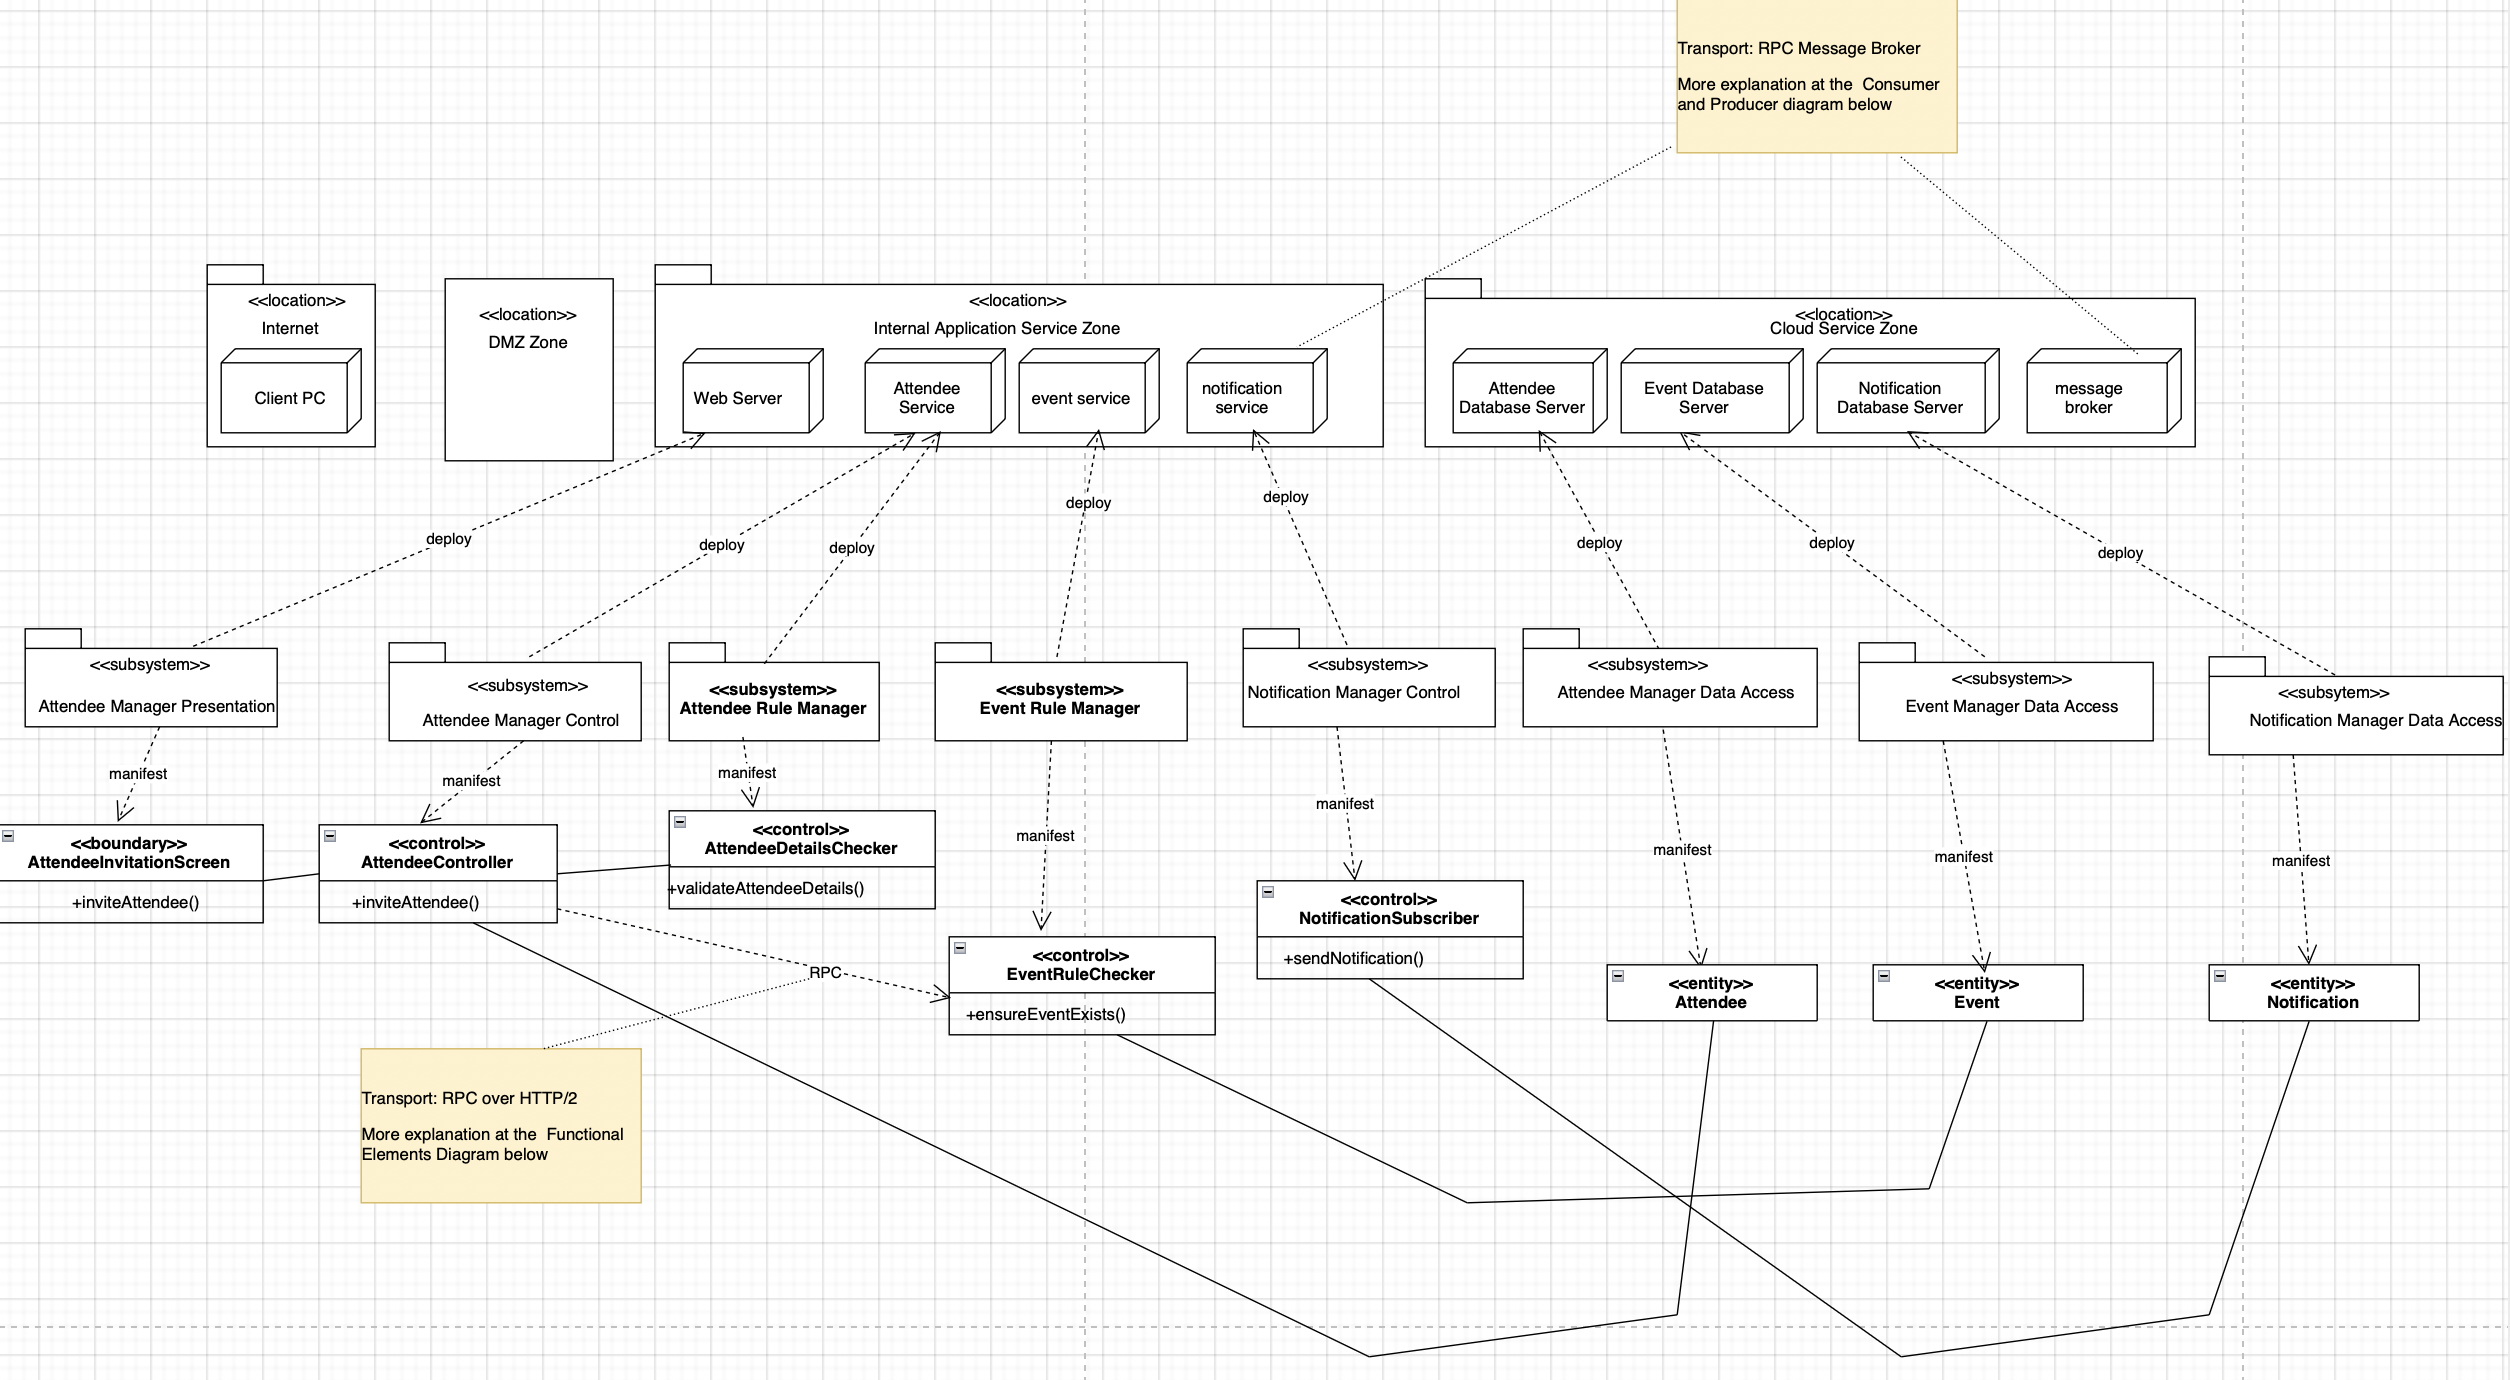 Transport: RPC Message Broker
More explanation at the  Consumer
and Producer diagram below
<<location>>
Internet
Client PC
<<location>>
DMZ Zone
<<location>>
Internal Application Service Zone
Web Server
Attendee
Service
event service
notification
service
<<location>>
Cloud Service Zone
Attendee
Database Server
Event Database
Server
Notification
Database Server
message
broker
deploy
deploy
deploy
deploy
deploy
deploy
deploy
deploy
<<subsystem>>
Attendee Manager Presentation
<<subsystem>>
Attendee Manager Control
<<subsystem>>
Attendee Rule Manager
<<subsystem>>
Event Rule Manager
<<subsystem>>
Notification Manager Control
<<subsystem>>
Attendee Manager Data Access
<<subsystem>>
Event Manager Data Access
<<subsytem>>
Notification Manager Data Access
manifest
manifest
manifest
manifest
manifest
manifest
manifest
manifest
<<boundary>>
AttendeeInvitationScreen
+inviteAttendee()
<<control>>
AttendeeController
+inviteAttendee()
<<control>>
AttendeeDetailsChecker
+validateAttendeeDetails()
RPC
<<control>>
EventRuleChecker
+ensureEventExists()
<<control>>
NotificationSubscriber
+sendNotification()
<<entity>>
Attendee
<<entity>>
Event
<<entity>>
Notification
Transport: RPC over HTTP/2
More explanation at the  Functional
Elements Diagram below